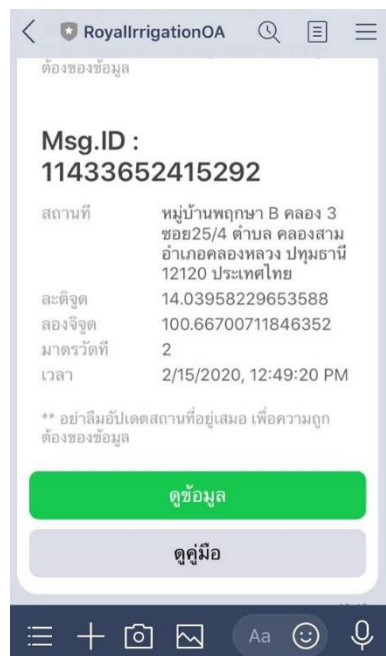 RoyalIrrigationOA
ต้องของข้อมูล
Msg.ID :
11433652415292
สถานที่
หมู่บ้านพฤกษา B คลอง 3
ซอย25/4 ตำบล คลองสาม
อำเภอคลองหลวง ปทุมธานี
12120 ประเทศไทย
ละติจูด 14.03958229653588
ลองจิจูด 100.66700711846352
มาตรวัดที่ 2
เวลา 2/15/2020, 12:49:20 PM
** อย่าลืมอัปเดตสถานที่อยู่เสมอ เพื่อความถูก
ต้องของข้อมูล
ดูข้อมูล
ดูคู่มือ
Aa